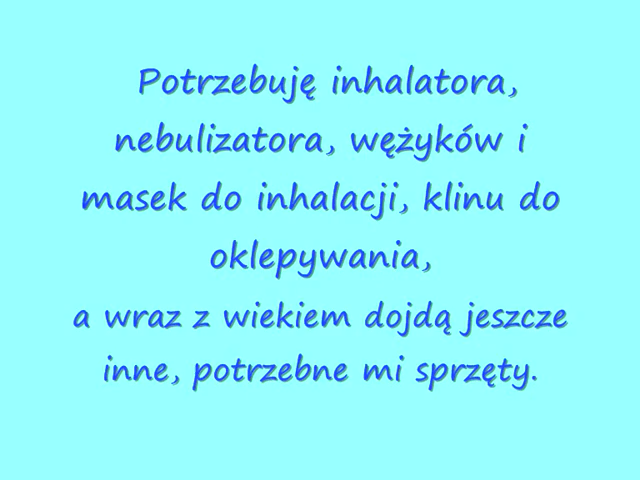 Potrzebuję inhalatora,
nebulizatora, wężyków i
masek do inhalacji, klinu do
oklepywania,
a wraz z wiekiem dojdą jeszcze
inne, potrzebne mi sprzęty.